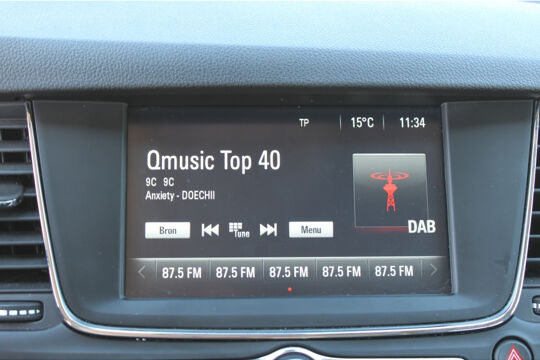 TP 15°C 11:34
Qmusic Top 40
9C 9C
Anxiety - DOECHII
Bron Tune Menu
DAB
87.5 FM 87.5 FM 87.5 FM 87.5 FM 87.5 FM